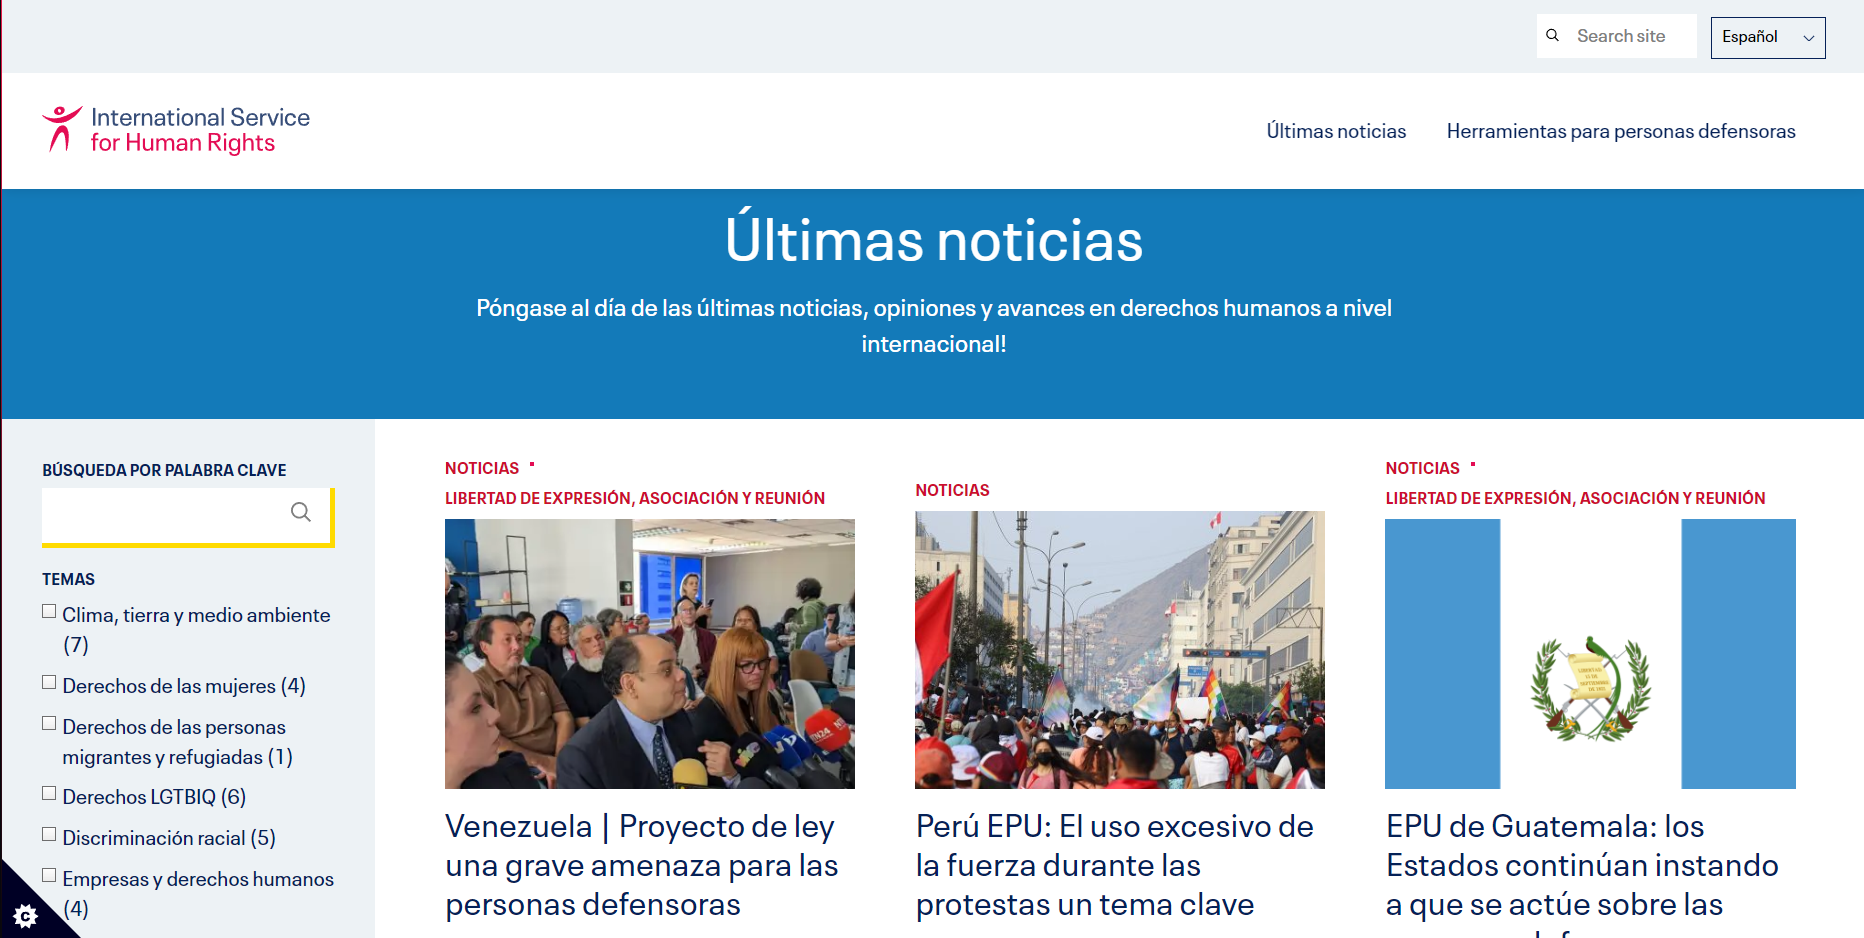 Search site
Español
International Service
for Human Rights
Últimas noticias
Herramientas para personas defensoras
Últimas noticias
Póngase al día de las últimas noticias, opiniones y avances en derechos humanos a nivel
internacional!
BÚSQUEDA POR PALABRA CLAVE
TEMAS
Clima, tierra y medio ambiente
(7)
Derechos de las mujeres (4)
Derechos de las personas
migrantes y refugiadas (1)
Derechos LGTBIQ (6)
Discriminación racial (5)
Empresas y derechos humanos
(4)
NOTICIAS
LIBERTAD DE EXPRESIÓN, ASOCIACIÓN Y REUNIÓN
Venezuela | Proyecto de ley
una grave amenaza para las
personas defensoras
NOTICIAS
Perú EPU: El uso excesivo de
la fuerza durante las
protestas un tema clave
NOTICIAS
LIBERTAD DE EXPRESIÓN, ASOCIACIÓN Y REUNIÓN
EPU de Guatemala: los
Estados continúan instando
a que se actúe sobre las